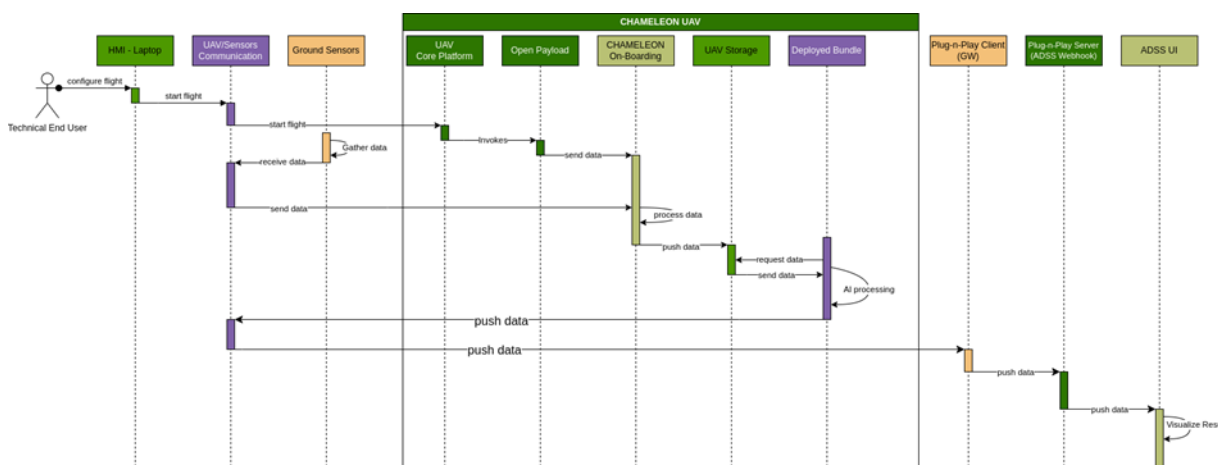 CHAMELEON UAV
HMI - Laptop
UAV/Sensors
Communication
Ground Sensors
UAV
Core Platform
Open Payload
CHAMELEON
On-Boarding
UAV Storage
Deployed Bundle
Plug-n-Play Client
(GW)
Plug-n-Play Server
(ADSS Webhook)
ADSS UI
configure flight
start flight
Technical End User
start flight
Invokes
Gather data
send data
receive data
send data
process data
push data
request data
send data
AI processing
push data
push data
push data
push data
Visualize Res